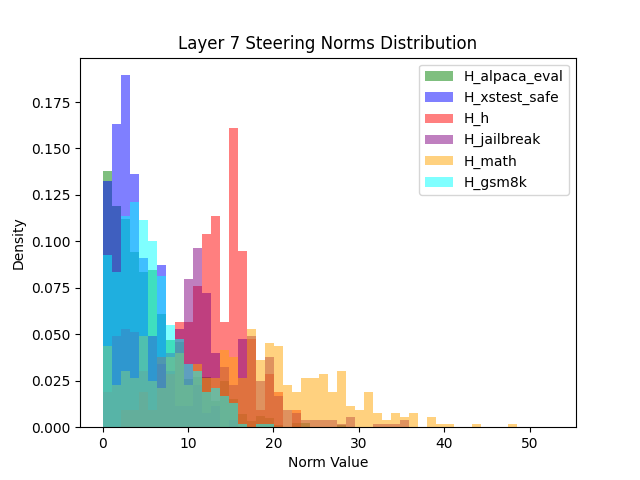 Layer 7 Steering Norms Distribution
H_alpaca_eval
H_xstest_safe
H_h
H_jailbreak
H_math
H_gsm8k
0.175
0.150
0.125
0.100
0.075
0.050
0.025
0.000
Density
0 10 20 30 40 50
Norm Value